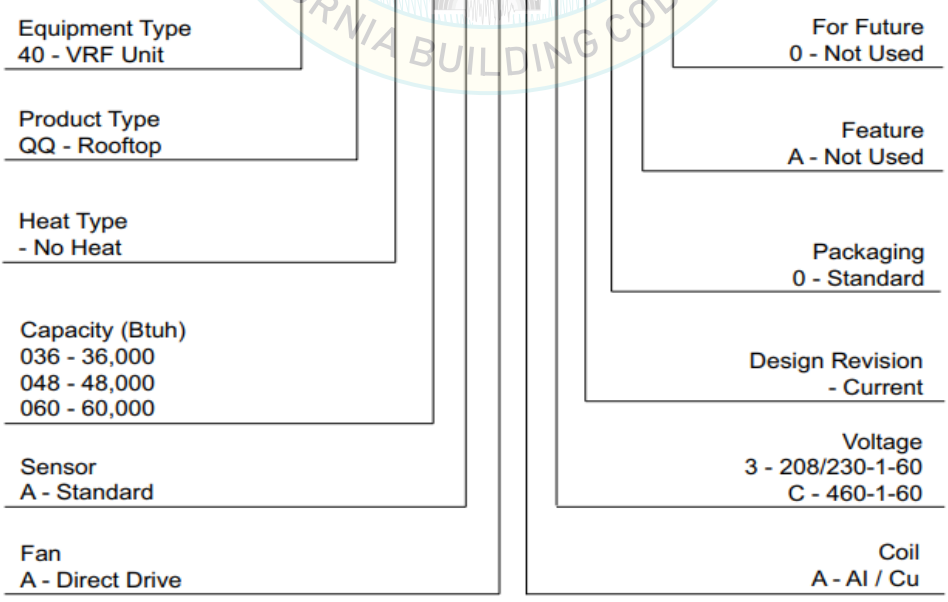 Equipment Type
40 - VRF Unit
Product Type
QQ - Rooftop
Heat Type
- No Heat
Capacity (Btuh)
036 - 36,000
048 - 48,000
060 - 60,000
Sensor
A - Standard
Fan
A - Direct Drive
For Future
0 - Not Used
Feature
A - Not Used
Packaging
0 - Standard
Design Revision
- Current
Voltage
3 - 208/230-1-60
C - 460-1-60
Coil
A - Al / Cu
BUILDING